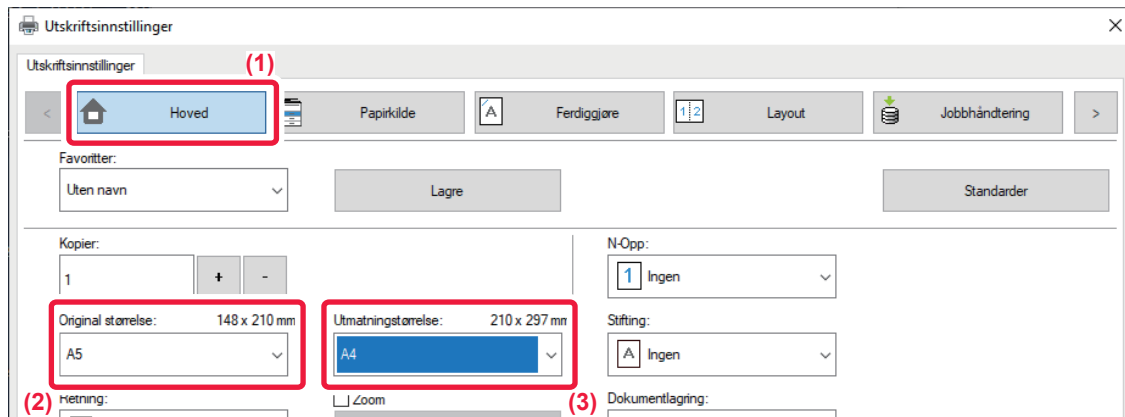 Utskriftsinnstillinger
Utskriftsinnstillinger
(1)
< Hoved Papirkilde Ferdiggjøre Layout Jobbhåndtering >
Favoritter:
Uten navn Lagre Standarder
Kopier: N-Opp:
1 + - 1 Ingen
Original størrelse: 148 x 210 mm Utmatningstørrelse: 210 x 297 mm Stifting:
A5 A4 A Ingen
(2) Retning: Zoom (3) Dokumentlagring: